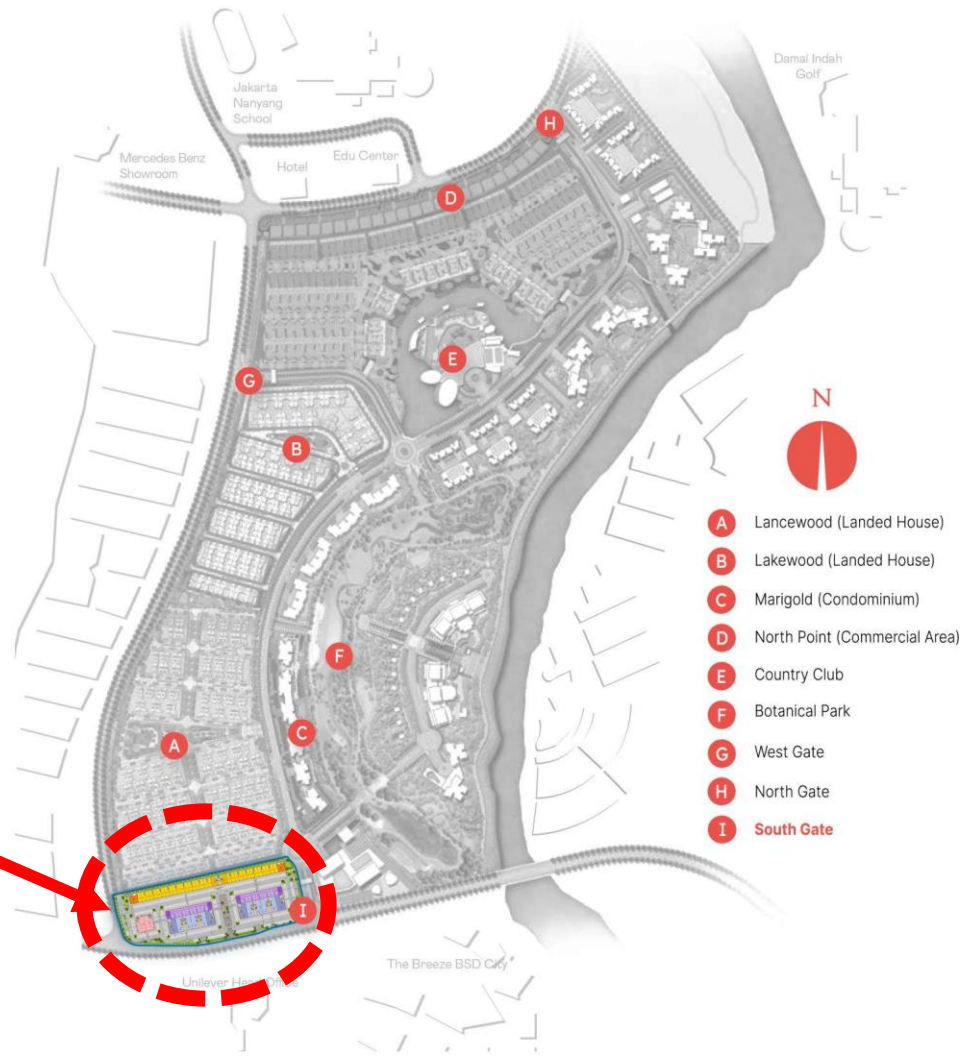 Damai Indah
Golf
Jakarta
Nanyang
School
H
Mercedes Benz
Showroom
Hotel
Edu Center
D
E
G
B
N
A Lancewood (Landed House)
B Lakewood (Landed House)
C Marigold (Condominium)
D North Point (Commercial Area)
E Country Club
F Botanical Park
G West Gate
H North Gate
I South Gate
F
C
A
I
The Breeze BSD City
Unilever Head Office